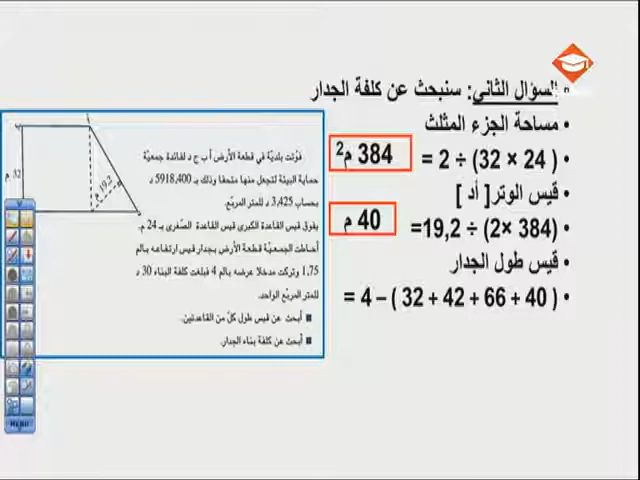 • السؤال الثاني: سنبحث عن كلفة الجدار
• مساحة الجزء المثلث
• ( 24 × 32) ÷ 2 = 384 م2
• قيس الوتر[ أد ]
• (384 ×2) ÷ 19,2= 40 م
• قيس طول الجدار
• ( 40 + 66 + 42 + 32 ) – 4 =
فوّتت بلديّة في قطعة الأرض أ ب ج د لفائدة جمعيّة
حماية البيئة لتجعل منها متحفا وذلك بـ 5918,400 د
بحساب 3,425 د للمتر المربّع.
يفوق قيس القاعدة الكبرى قيس القاعدة الصّغرى بـ 24 م.
أحاطت الجمعيّة قطعة الأرض بجدار قيس ارتفاعه بالم
1,75 وتركت مدخلا عرضه بالم 4 فبلغت كلفة البناء 30 د
للمتر المربّع الواحد.
■ أبحث عن قيس طول كلّ من القاعدتين.
■ أبحث عن كلفة بناء الجدار.
32 م
19,2 م
MENU